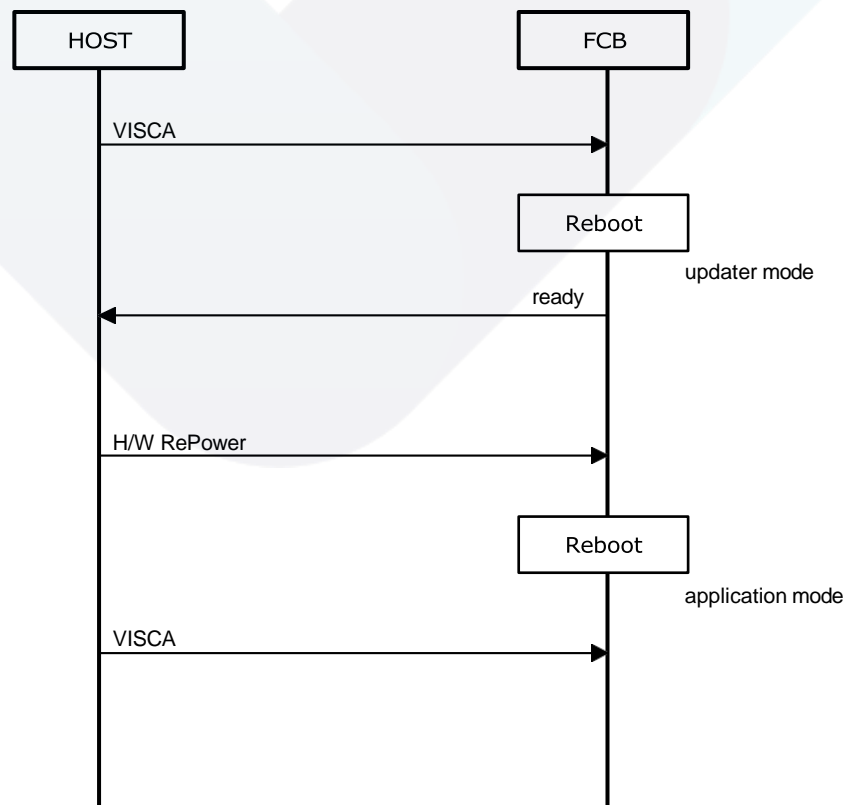 HOST
FCB
VISCA
Reboot
updater mode
ready
H/W RePower
Reboot
application mode
VISCA